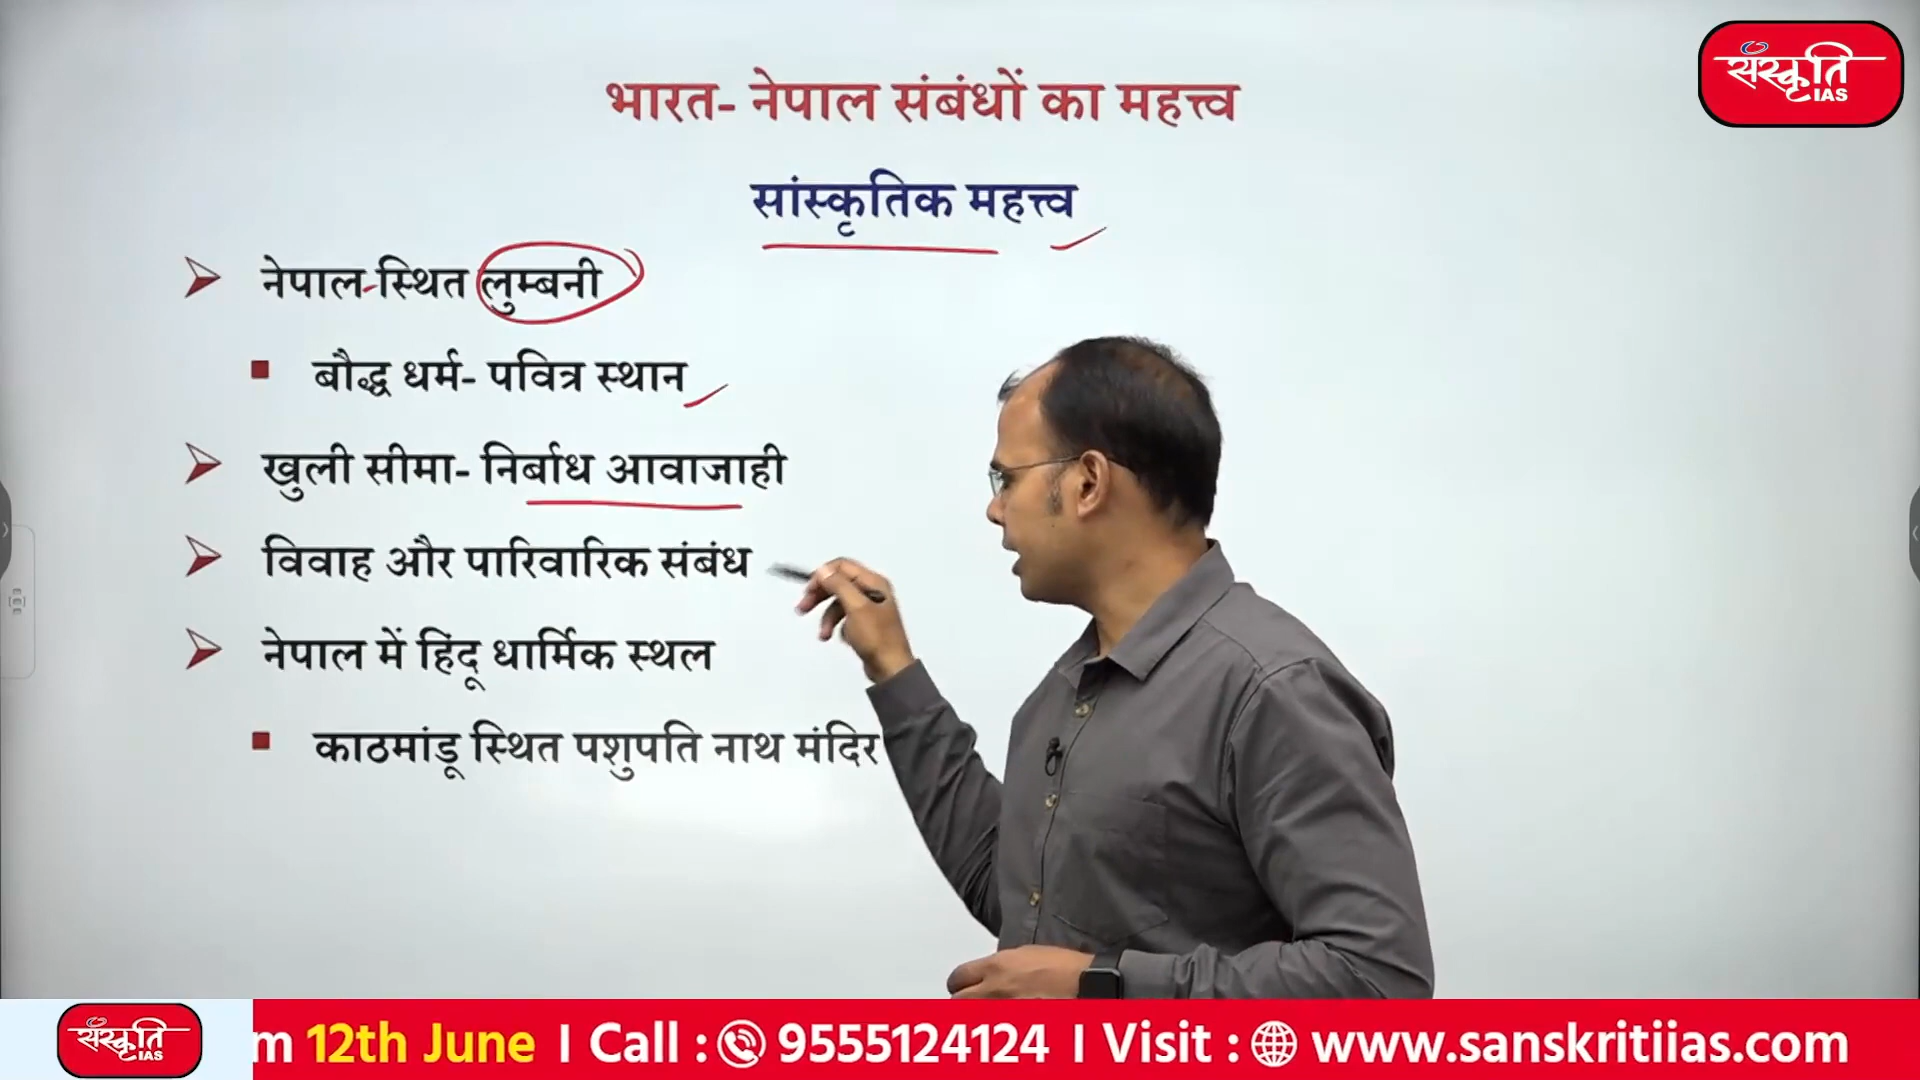 संस्कृति
IAS
भारत- नेपाल संबंधों का महत्त्व
सांस्कृतिक महत्त्व
नेपाल स्थित लुम्बनी
बौद्ध धर्म- पवित्र स्थान
खुली सीमा- निर्बाध आवाजाही
विवाह और पारिवारिक संबंध
नेपाल में हिंदू धार्मिक स्थल
काठमांडू स्थित पशुपति नाथ मंदिर
संस्कृति
IAS
m 12th June I Call : 9555124124 I Visit : www.sanskritiias.com